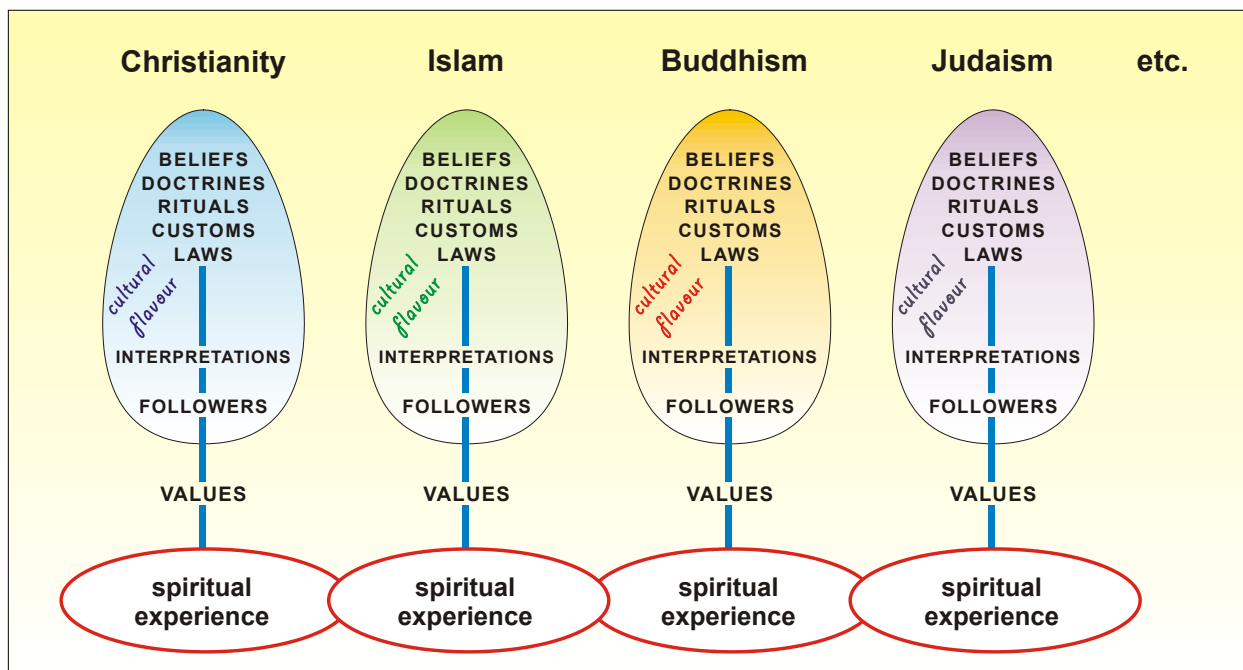 Christianity Islam Buddhism Judaism etc.
BELIEFS BELIEFS BELIEFS BELIEFS
DOCTRINES DOCTRINES DOCTRINES DOCTRINES
RITUALS RITUALS RITUALS RITUALS
CUSTOMS CUSTOMS CUSTOMS CUSTOMS
LAWS LAWS LAWS LAWS
cultural cultural cultural cultural
flavour flavour flavour flavour
INTERPRETATIONS INTERPRETATIONS INTERPRETATIONS INTERPRETATIONS
FOLLOWERS FOLLOWERS FOLLOWERS FOLLOWERS
VALUES VALUES VALUES VALUES
spiritual spiritual spiritual spiritual
experience experience experience experience